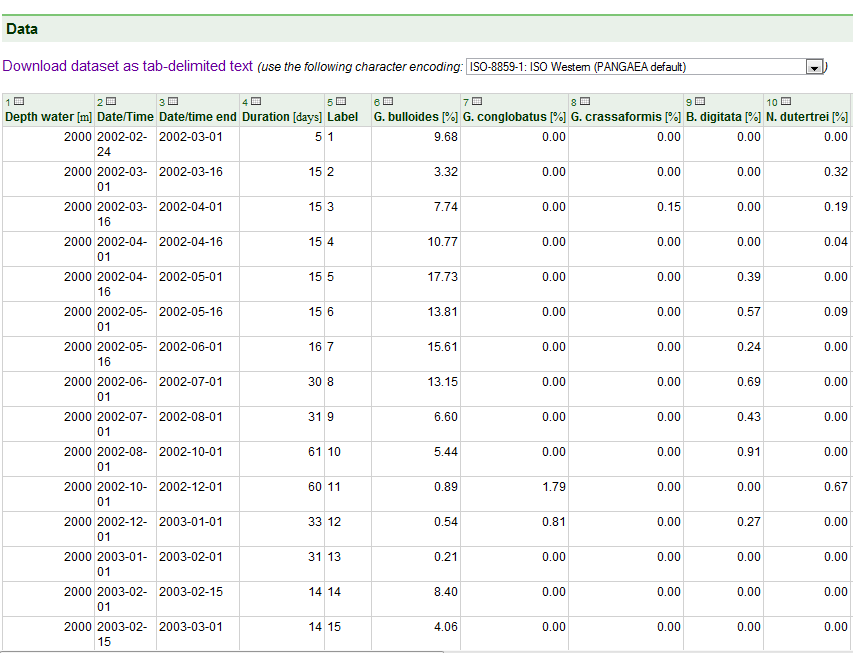 Data
Download dataset as tab-delimited text (use the following character encoding: ISO-8859-1: ISO Western (PANGAEA default) )
1 2 3 4 5 6 7 8 9 10
Depth water [m] Date/Time Date/time end Duration [days] Label G. bulloides [%] G. conglobatus [%] G. crassaformis [%] B. digitata [%] N. dutertrei [%]
2000 2002-02- 2002-03-01 5 1 9.68 0.00 0.00 0.00 0.00
24
2000 2002-03- 2002-03-16 15 2 3.32 0.00 0.00 0.00 0.32
01
2000 2002-03- 2002-04-01 15 3 7.74 0.00 0.15 0.00 0.19
16
2000 2002-04- 2002-04-16 15 4 10.77 0.00 0.00 0.00 0.04
01
2000 2002-04- 2002-05-01 15 5 17.73 0.00 0.00 0.39 0.00
16
2000 2002-05- 2002-05-16 15 6 13.81 0.00 0.00 0.57 0.09
01
2000 2002-05- 2002-06-01 16 7 15.61 0.00 0.00 0.24 0.00
16
2000 2002-06- 2002-07-01 30 8 13.15 0.00 0.00 0.69 0.00
01
2000 2002-07- 2002-08-01 31 9 6.60 0.00 0.00 0.43 0.00
01
2000 2002-08- 2002-10-01 61 10 5.44 0.00 0.00 0.91 0.00
01
2000 2002-10- 2002-12-01 60 11 0.89 1.79 0.00 0.00 0.67
01
2000 2002-12- 2003-01-01 33 12 0.54 0.81 0.00 0.27 0.00
01
2000 2003-01- 2003-02-01 31 13 0.21 0.00 0.00 0.00 0.00
01
2000 2003-02- 2003-02-15 14 14 8.40 0.00 0.00 0.00 0.00
01
2000 2003-02- 2003-03-01 14 15 4.06 0.00 0.00 0.00 0.00
15